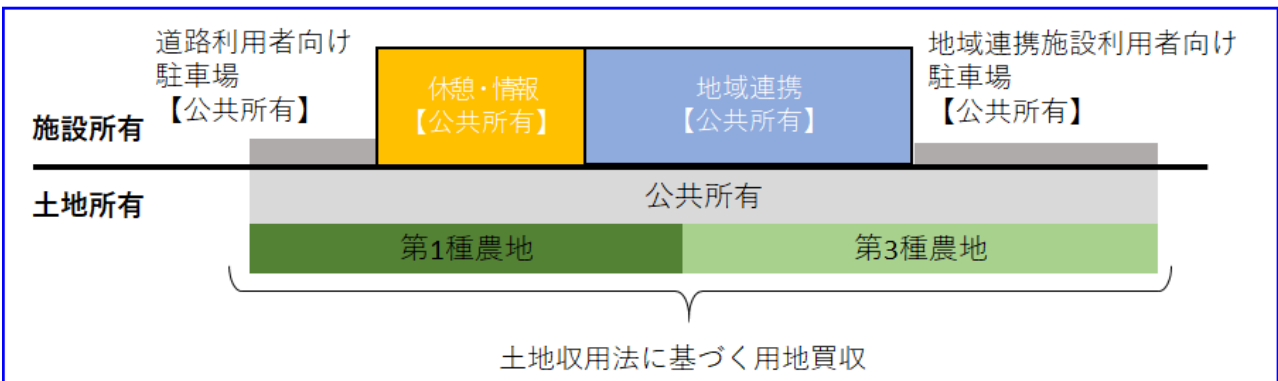 道路利用者向け
駐車場
【公共所有】
休憩・情報
【公共所有】
地域連携
【公共所有】
地域連携施設利用者向け
駐車場
【公共所有】
施設所有
土地所有
公共所有
第1種農地
第3種農地
土地収用法に基づく用地買収